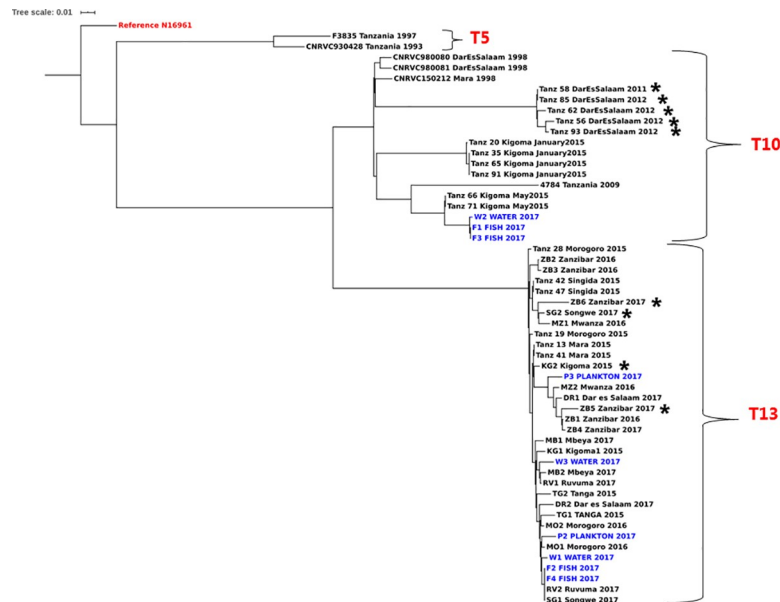 Tree scale: 0.01
Reference N16961
F3835 Tanzania 1997
T5
CNRVC930428 Tanzania 1993
CNRVC980080 DarEsSalaam 1998
CNRVC980081 DarEsSalaam 1998
CNRVC150212 Mara 1998
Tanz 58 DarEsSalaam 2011 *
Tanz 85 DarEsSalaam 2012 *
Tanz 62 DarEsSalaam 2012 *
Tanz 56 DarEsSalaam 2012 *
Tanz 93 DarEsSalaam 2012 *
Tanz 20 Kigoma January2015
T10
Tanz 35 Kigoma January2015
Tanz 65 Kigoma January2015
Tanz 91 Kigoma January2015
4784 Tanzania 2009
Tanz 66 Kigoma May2015
Tanz 71 Kigoma May2015
W2 WATER 2017
F1 FISH 2017
F3 FISH 2017
Tanz 28 Morogoro 2015
ZB2 Zanzibar 2016
ZB3 Zanzibar 2016
Tanz 42 Singida 2015
Tanz 47 Singida 2015
ZB6 Zanzibar 2017 *
SG2 Songwe 2017 *
MZ1 Mwanza 2016
Tanz 19 Morogoro 2015
Tanz 13 Mara 2015
Tanz 41 Mara 2015
KG2 Kigoma 2015 *
P3 PLANKTON 2017
MZ2 Mwanza 2016
DR1 Dar es Salaam 2017
ZB5 Zanzibar 2017 *
T13
ZB1 Zanzibar 2016
ZB4 Zanzibar 2017
MB1 Mbeya 2017
KG1 Kigoma1 2015
W3 WATER 2017
MB2 Mbeya 2017
RV1 Ruvuma 2017
TG2 Tanga 2015
DR2 Dar es Salaam 2017
TG1 TANGA 2015
MO2 Morogoro 2016
P2 PLANKTON 2017
MO1 Morogoro 2016
W1 WATER 2017
F2 FISH 2017
F4 FISH 2017
RV2 Ruvuma 2017
SG1 Songwe 2017